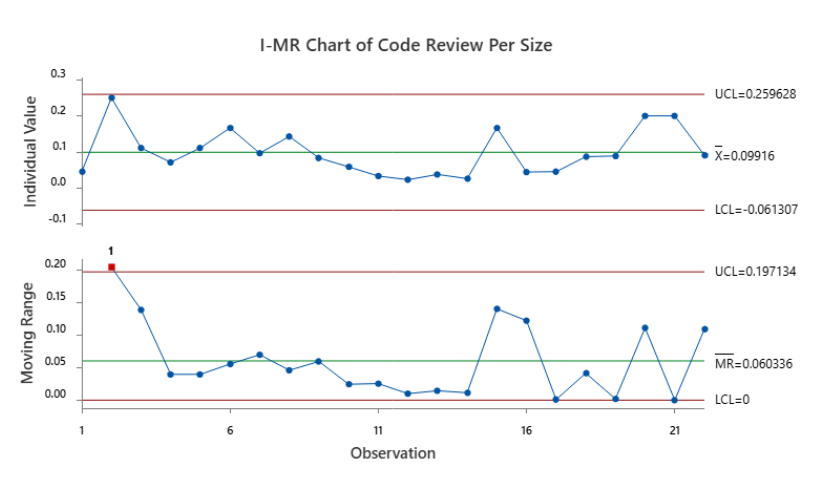 I-MR Chart of Code Review Per Size
Individual Value
0.3
0.2
0.1
0.0
-0.1
UCL=0.259628
X̅=0.09916
LCL=-0.061307
Moving Range
0.20
0.15
0.10
0.05
0.00
1
UCL=0.197134
M̅R̅=0.060336
LCL=0
1 6 11 16 21
Observation